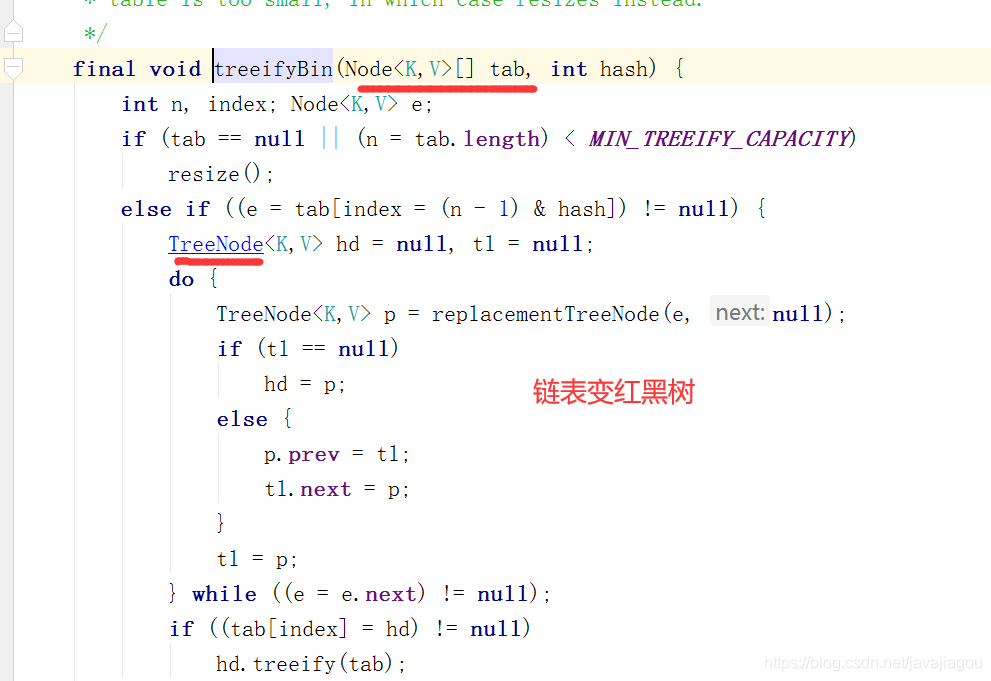 * table is too small, in which case resizes instead.
*/
final void treeifyBin(Node<K,V>[] tab, int hash) {
int n, index; Node<K,V> e;
if (tab == null || (n = tab.length) < MIN_TREEIFY_CAPACITY)
resize();
else if ((e = tab[index = (n - 1) & hash]) != null) {
TreeNode<K,V> hd = null, tl = null;
do {
TreeNode<K,V> p = replacementTreeNode(e, next: null);
if (tl == null)
hd = p;
链表变红黑树
else {
p.prev = tl;
tl.next = p;
}
tl = p;
} while ((e = e.next) != null);
if ((tab[index] = hd) != null)
hd.treeify(tab);
https://blog.csdn.net/javajiagou